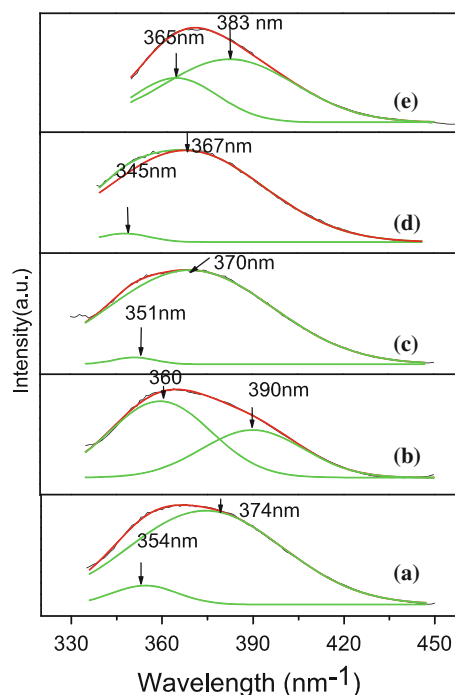 383 nm
365nm
(e)
367nm
345nm
(d)
370nm
351nm
(c)
360
390nm
(b)
374nm
354nm
(a)
Intensity(a.u.)
330 360 390 420 450
Wavelength (nm-1)